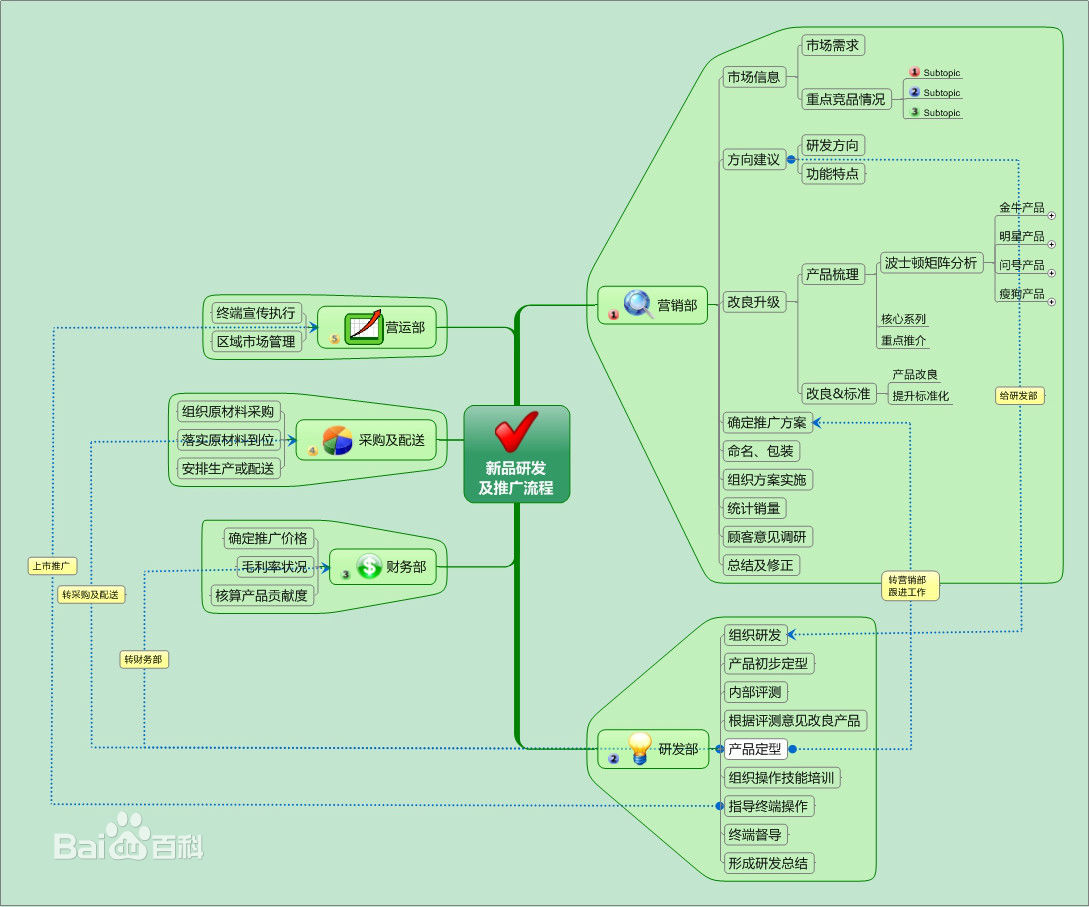 新品研发
及推广流程
1
营销部
市场信息
市场需求
重点竞品情况
1 Subtopic
2 Subtopic
3 Subtopic
方向建议
研发方向
功能特点
改良升级
产品梳理
波士顿矩阵分析
金牛产品
明星产品
问号产品
瘦狗产品
核心系列
重点推介
改良&标准
产品改良
提升标准化
确定推广方案
命名、包装
组织方案实施
统计销量
顾客意见调研
总结及修正
给研发部
转营销部
跟进工作
2
研发部
组织研发
产品初步定型
内部评测
根据评测意见改良产品
产品定型
组织操作技能培训
指导终端操作
终端督导
形成研发总结
3
财务部
确定推广价格
毛利率状况
核算产品贡献度
4
采购及配送
组织原材料采购
落实原材料到位
安排生产或配送
5
营运部
终端宣传执行
区域市场管理
上市推广
转采购及配送
转财务部
Bai du 百科